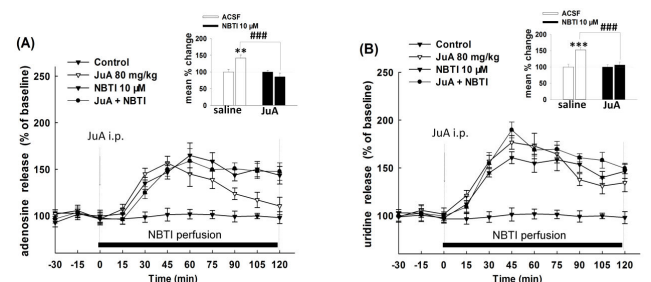 (A)
ACSF
NBTI 10 µM
###
**
mean % change
200
150
100
50
0
saline
JuA
Control
JuA 80 mg/kg
NBTI 10 µM
JuA + NBTI
adenosine release (% of baseline)
250
200
150
100
50
JuA i.p.
NBTI perfusion
-30 -15 0 15 30 45 60 75 90 105 120
Time (min)
(B)
ACSF
NBTI 10 µM
###
***
mean % change
200
150
100
50
0
saline
JuA
Control
JuA 80 mg/kg
NBTI 10 µM
JuA + NBTI
uridine release (% of baseline)
250
200
150
100
50
JuA i.p.
NBTI perfusion
-30 -15 0 15 30 45 60 75 90 105 120
Time (min)